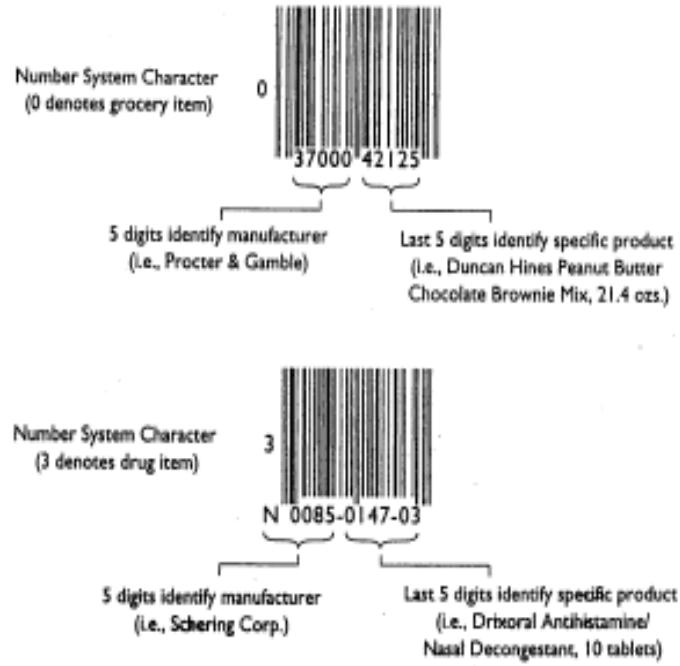 Number System Character
(0 denotes grocery item)
0
37000 42125
5 digits identify manufacturer
(i.e., Procter & Gamble)
Last 5 digits identify specific product
(i.e., Duncan Hines Peanut Butter
Chocolate Brownie Mix, 21.4 ozs.)
Number System Character
(3 denotes drug item)
3
N 0085-0147-03
5 digits identify manufacturer
(i.e., Schering Corp.)
Last 5 digits identify specific product
(i.e., Drixoral Antihistamine/
Nasal Decongestant, 10 tablets)